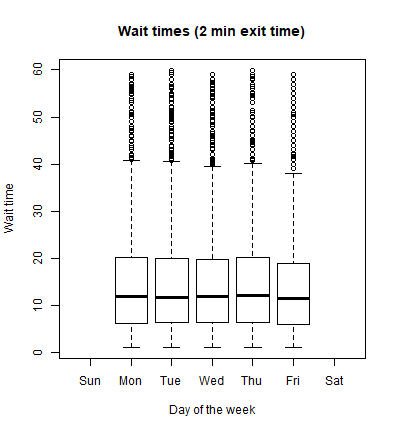 Wait times (2 min exit time)
Wait time
60
50
40
30
20
10
0
Sun Mon Tue Wed Thu Fri Sat
Day of the week